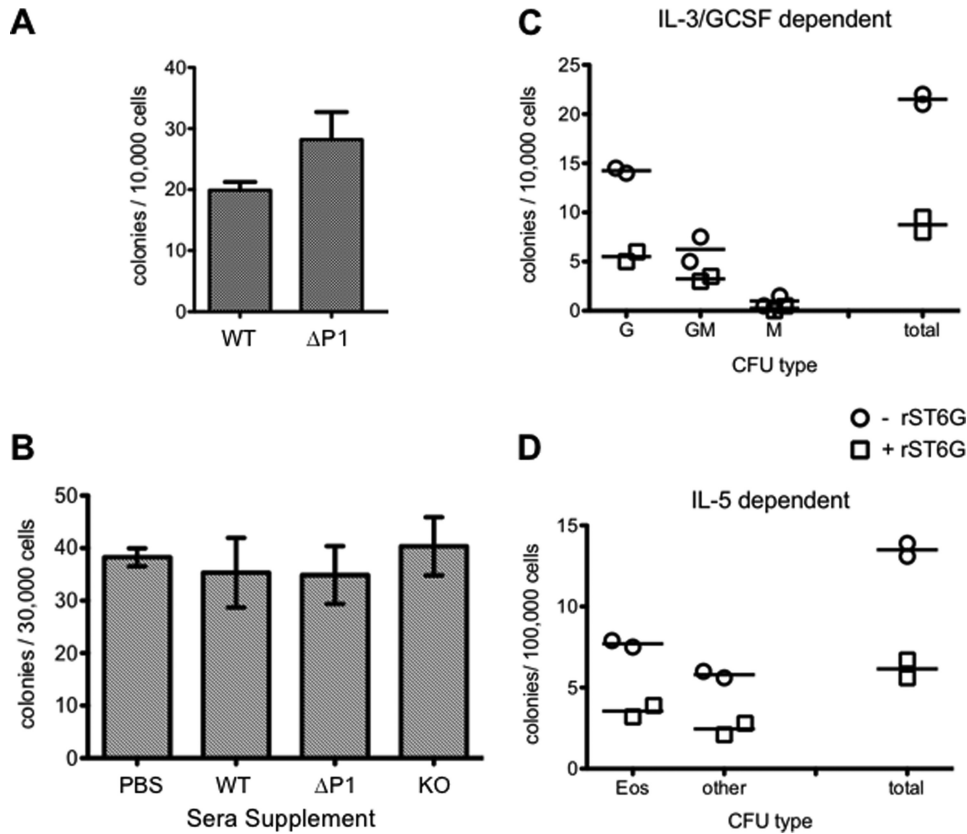 A
colonies / 10,000 cells
40
30
20
10
0
WT ΔP1
B
colonies / 30,000 cells
50
40
30
20
10
0
PBS WT ΔP1 KO
Sera Supplement
C
IL-3/GCSF dependent
colonies / 10,000 cells
25
20
15
10
5
0
G GM M total
CFU type
- rST6G
+ rST6G
D
IL-5 dependent
colonies/ 100,000 cells
15
10
5
0
Eos other total
CFU type